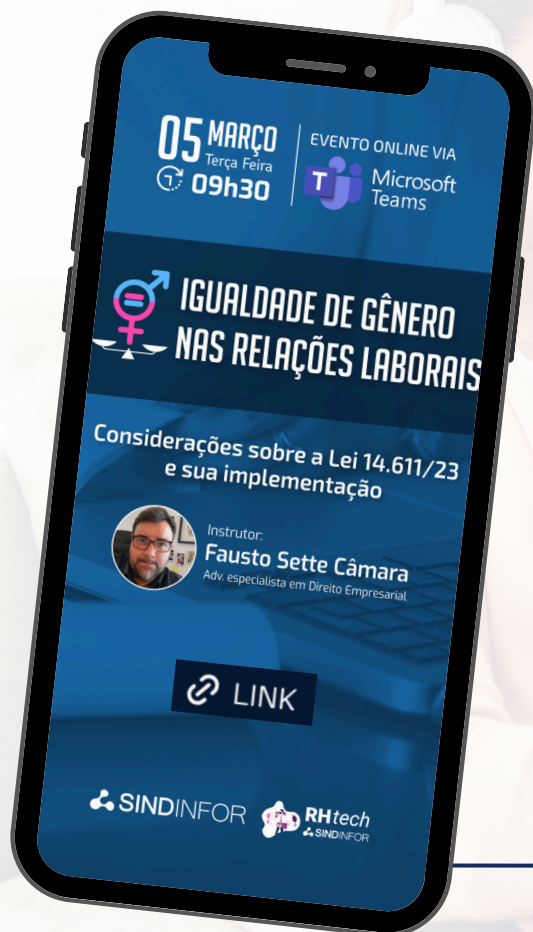 05 MARÇO
Terça Feira
09h30
EVENTO ONLINE VIA
Microsoft
Teams
IGUALDADE DE GÊNERO
NAS RELAÇÕES LABORAIS
Considerações sobre a Lei 14.611/23
e sua implementação
Instrutor:
Fausto Sette Câmara
Adv. especialista em Direito Empresarial
LINK
SINDINFOR
RHtech
SINDINFOR